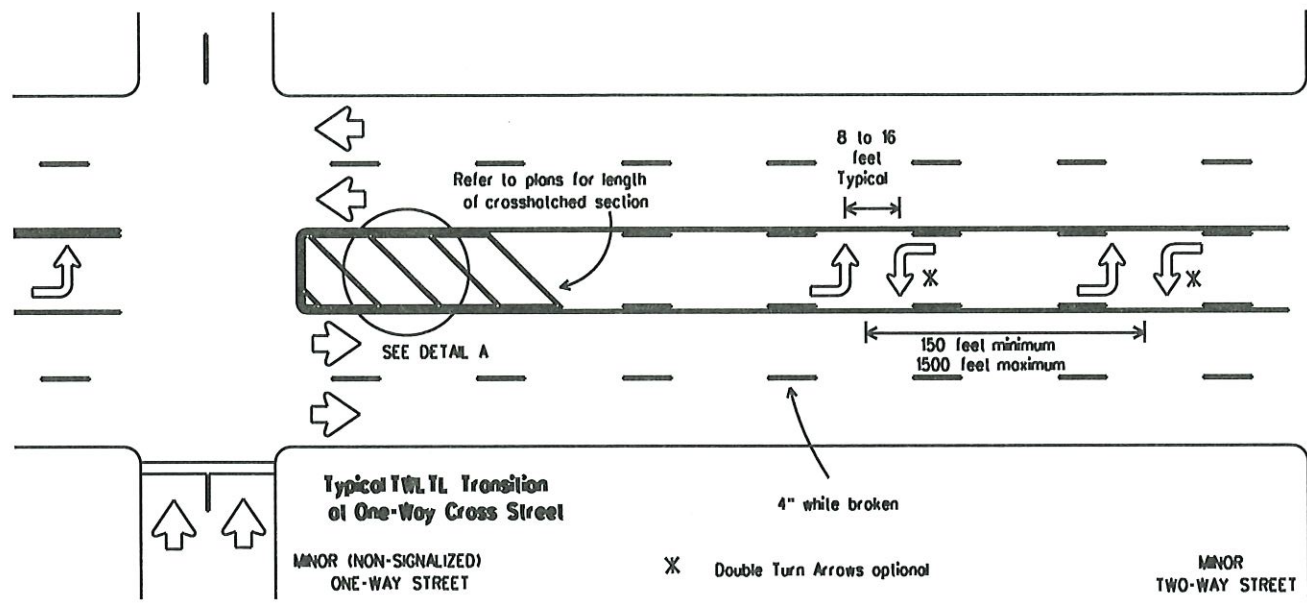 8 to 16
feet
Typical
Refer to plans for length
of crosshatched section
SEE DETAIL A
150 feet minimum
1500 feet maximum
Typical TWLTL Transition
at One-Way Cross Street
4" white broken
MINOR (NON-SIGNALIZED)
ONE-WAY STREET
Double Turn Arrows optional
MINOR
TWO-WAY STREET